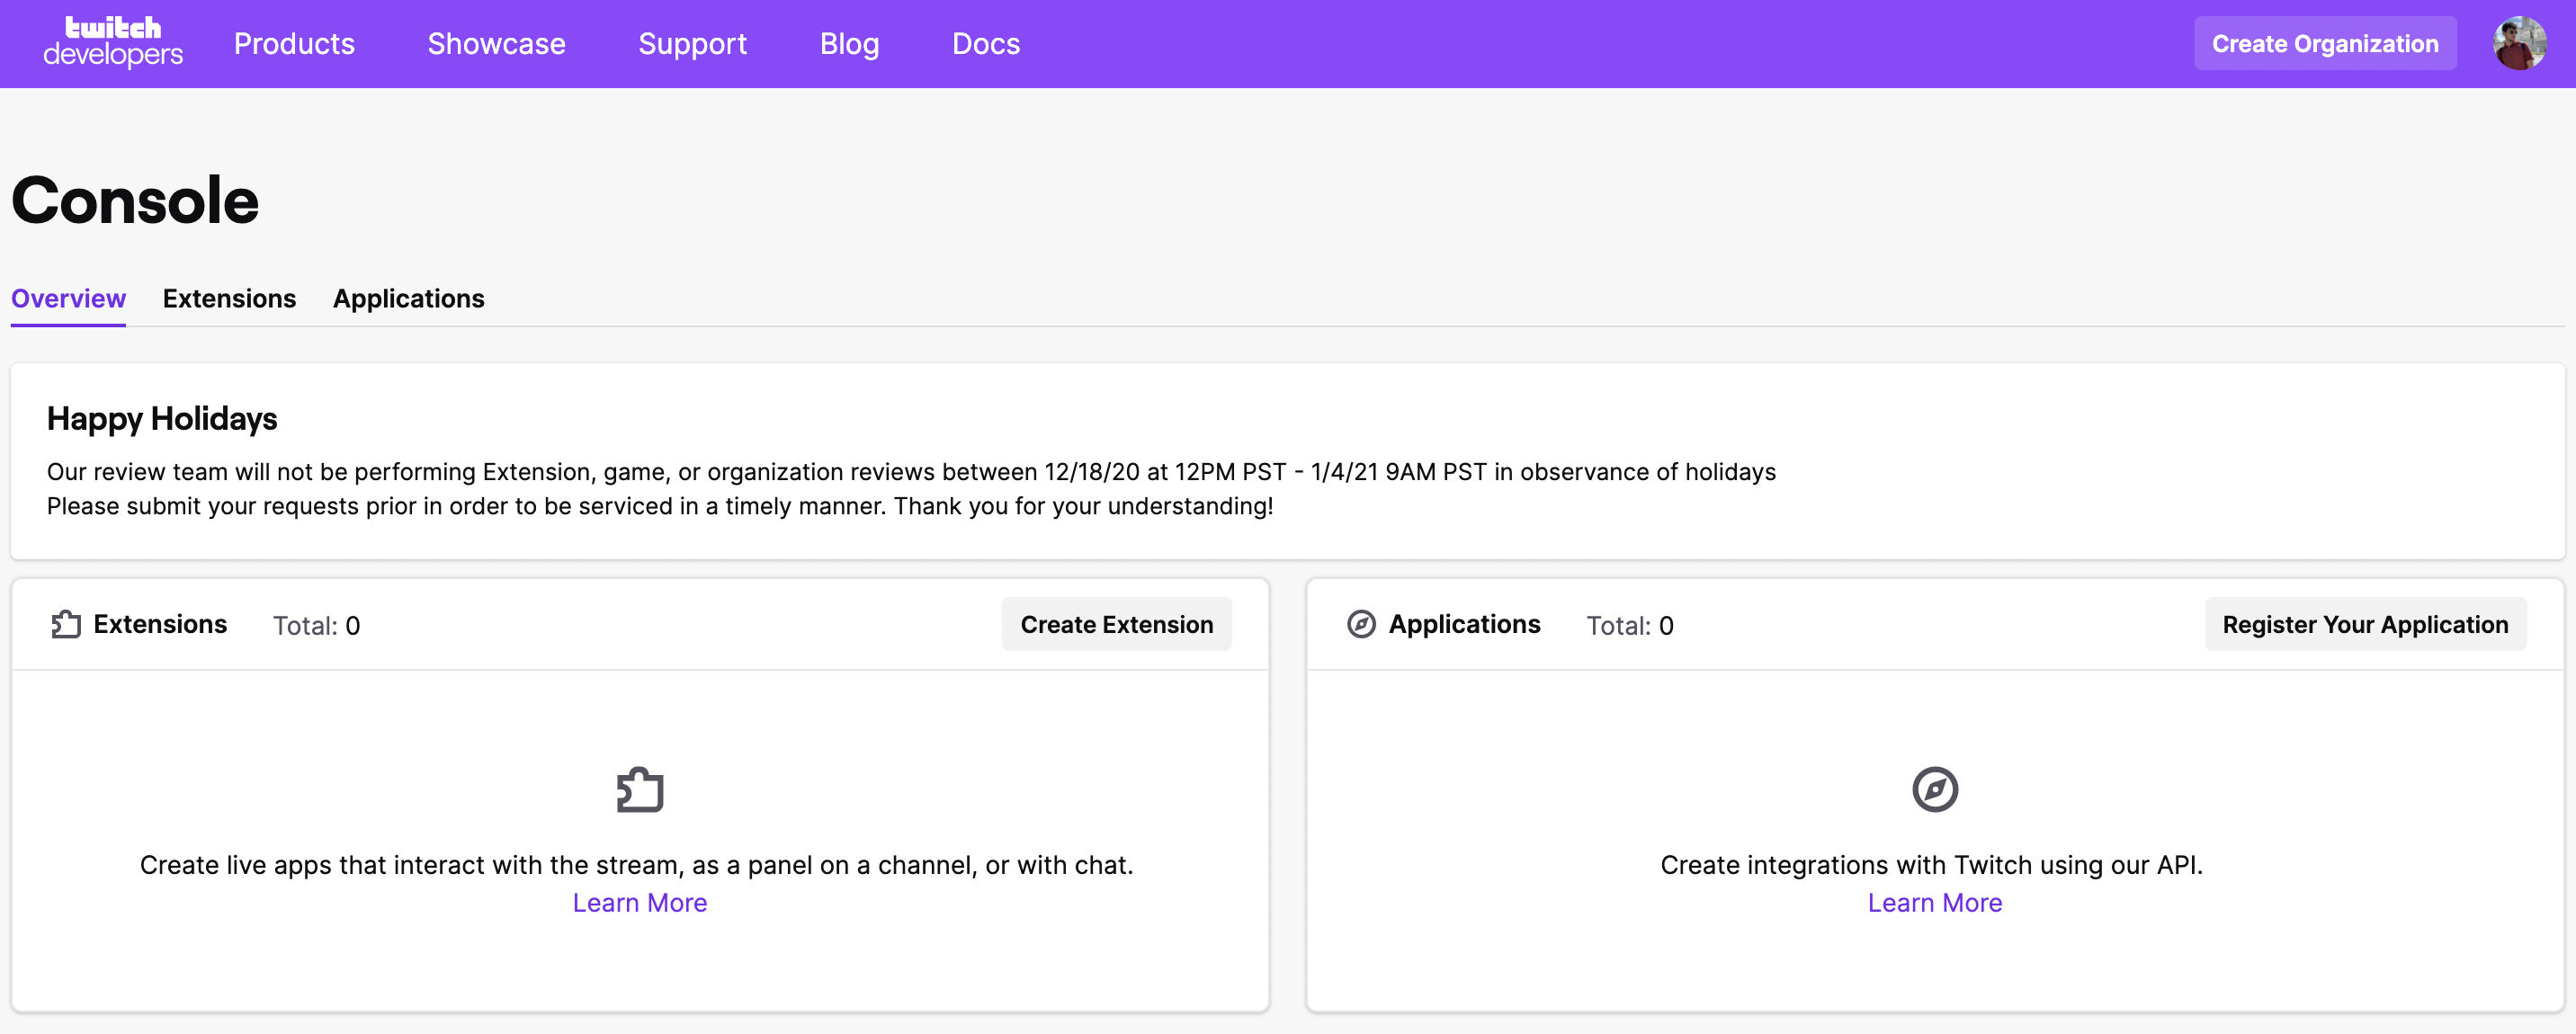 twitch
developers
Products
Showcase
Support
Blog
Docs
Create Organization
Console
Overview
Extensions
Applications
Happy Holidays
Our review team will not be performing Extension, game, or organization reviews between 12/18/20 at 12PM PST - 1/4/21 9AM PST in observance of holidays
Please submit your requests prior in order to be serviced in a timely manner. Thank you for your understanding!
Extensions
Total: 0
Create Extension
Create live apps that interact with the stream, as a panel on a channel, or with chat.
Learn More
Applications
Total: 0
Register Your Application
Create integrations with Twitch using our API.
Learn More